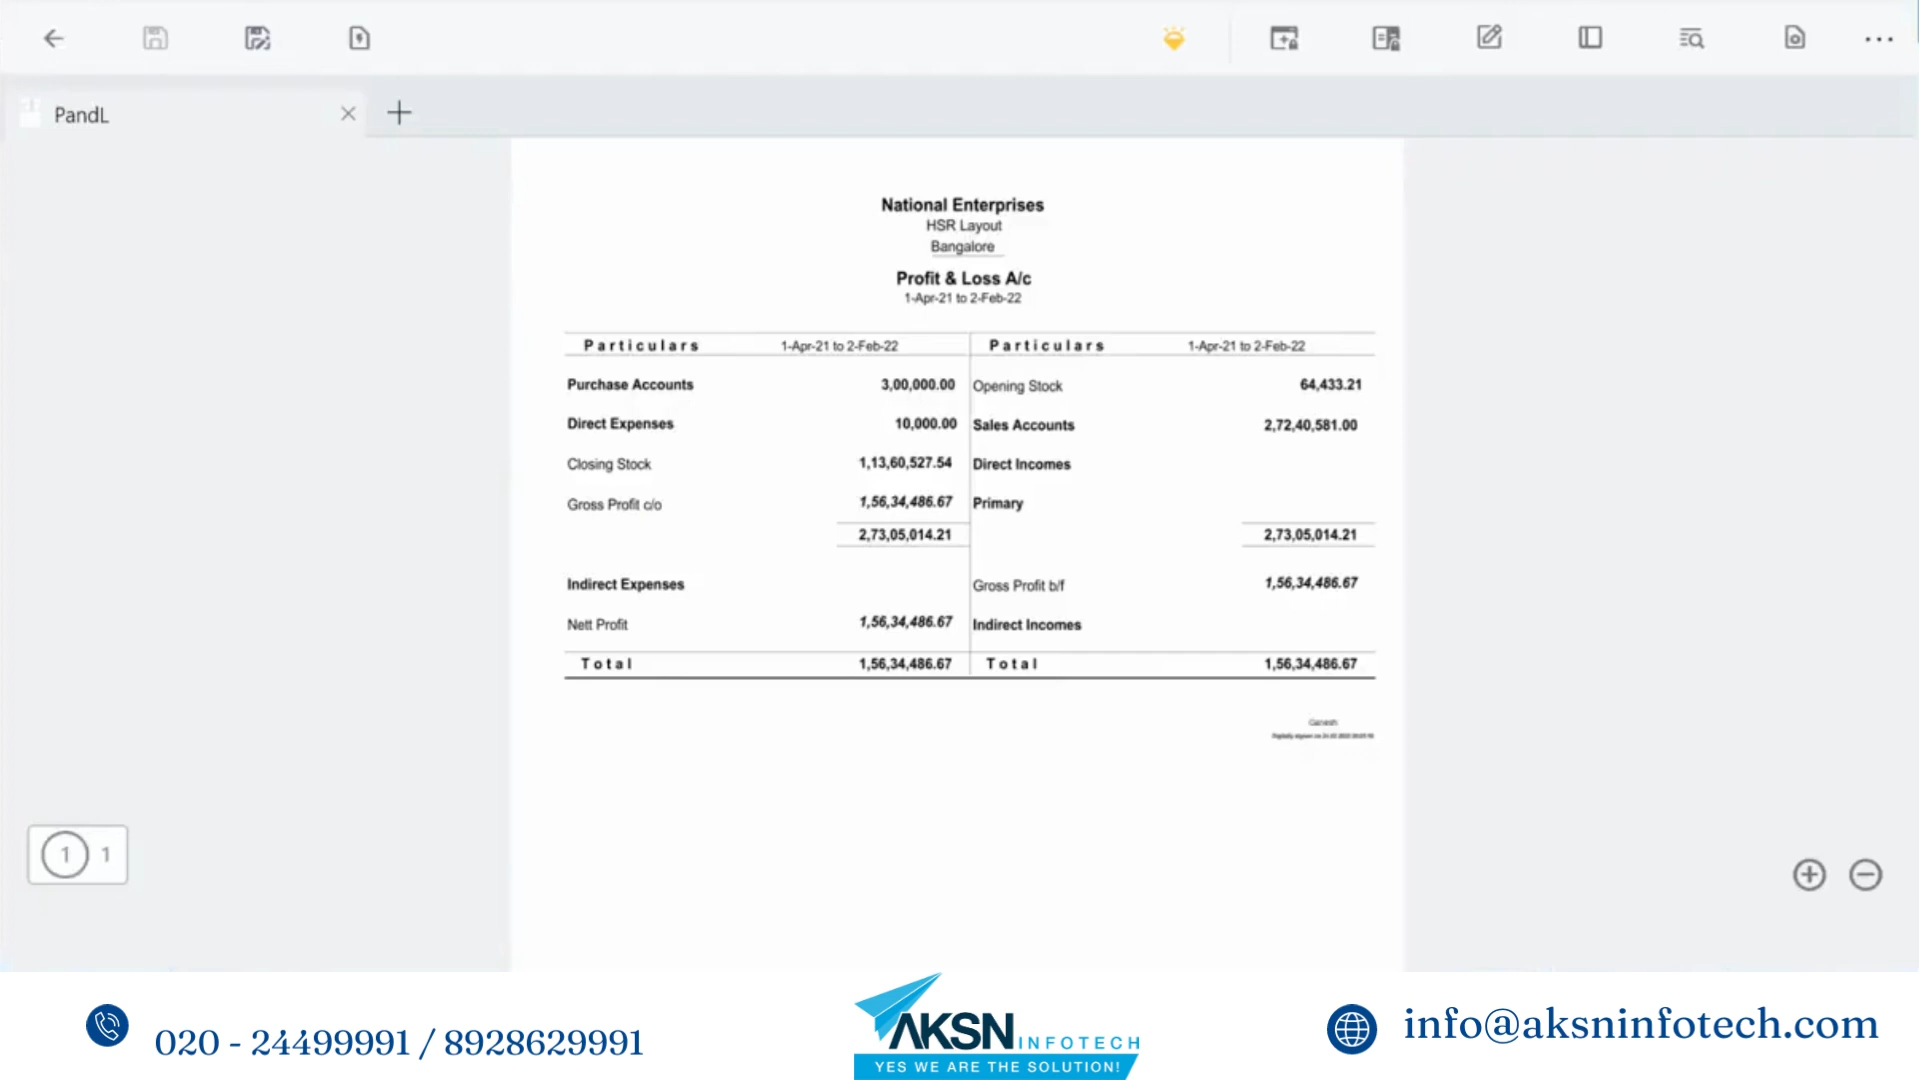 PandL
National Enterprises
HSR Layout
Bangalore
Profit & Loss A/c
1-Apr-21 to 2-Feb-22
Particulars 1-Apr-21 to 2-Feb-22 Particulars 1-Apr-21 to 2-Feb-22
Purchase Accounts 3,00,000.00 Opening Stock 64,433.21
Direct Expenses 10,000.00 Sales Accounts 2,72,40,581.00
Closing Stock 1,13,60,527.54 Direct Incomes
Gross Profit c/o 1,56,34,486.67 Primary
2,73,05,014.21 2,73,05,014.21
Indirect Expenses Gross Profit b/f 1,56,34,486.67
Nett Profit 1,56,34,486.67 Indirect Incomes
Total 1,56,34,486.67 Total 1,56,34,486.67
1 1
020 - 24499991 / 8928629991
AKSN INFOTECH
YES WE ARE THE SOLUTION!
info@aksninfotech.com